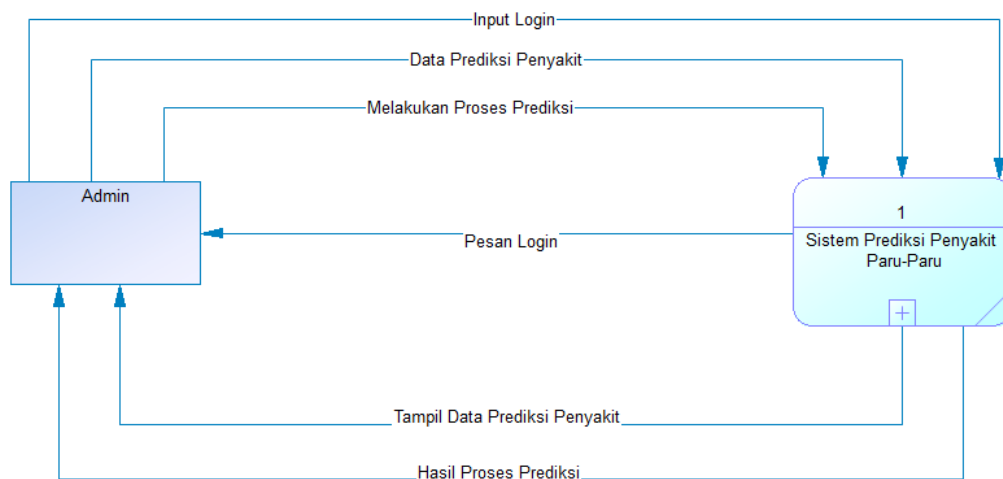 Input Login
Data Prediksi Penyakit
Melakukan Proses Prediksi
Admin
1
Sistem Prediksi Penyakit
Paru-Paru
Pesan Login
Tampil Data Prediksi Penyakit
Hasil Proses Prediksi